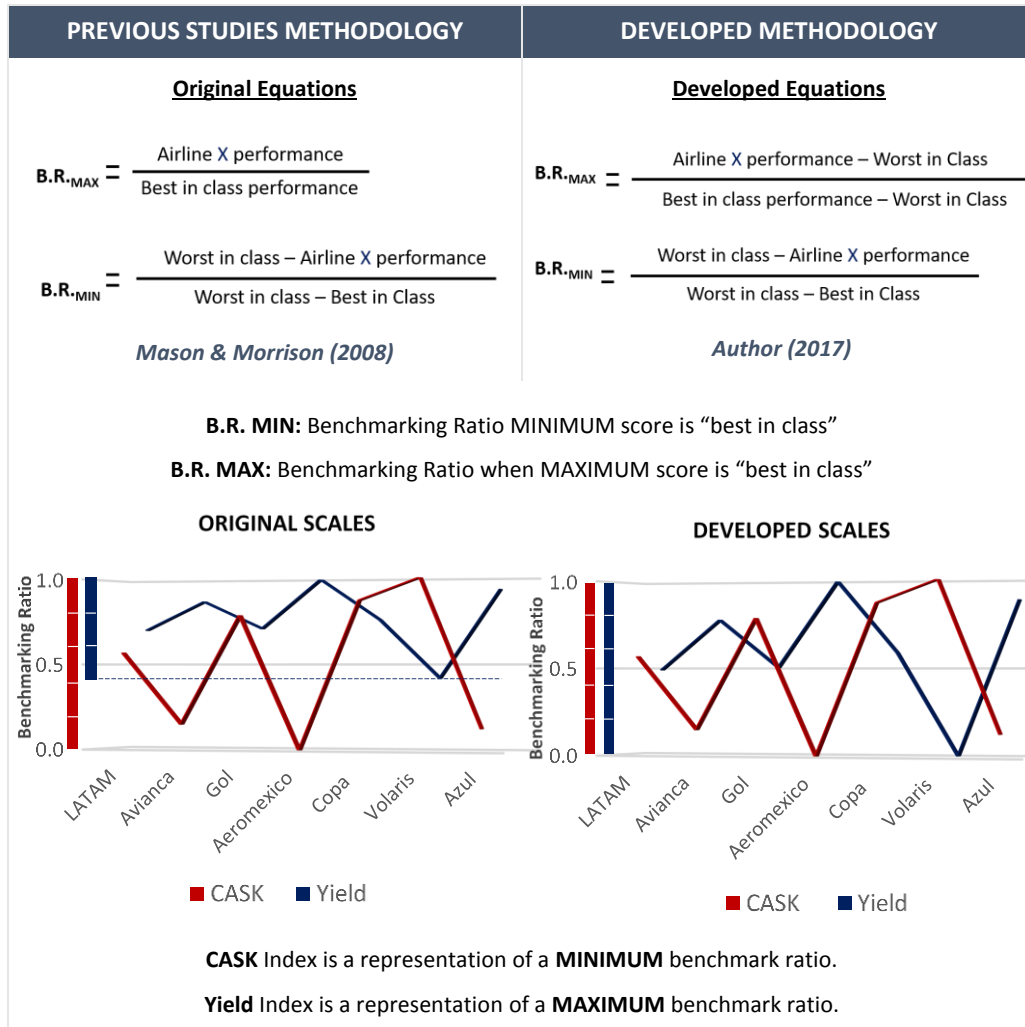 PREVIOUS STUDIES METHODOLOGY
DEVELOPED METHODOLOGY
Original Equations
B.R.MAX = Airline X performance
Best in class performance
B.R.MIN = Worst in class – Airline X performance
Worst in class – Best in Class
Mason & Morrison (2008)
Developed Equations
B.R.MAX = Airline X performance – Worst in Class
Best in class performance – Worst in Class
B.R.MIN = Worst in class – Airline X performance
Worst in class – Best in Class
Author (2017)
B.R. MIN: Benchmarking Ratio MINIMUM score is “best in class”
B.R. MAX: Benchmarking Ratio when MAXIMUM score is “best in class”
ORIGINAL SCALES
Benchmarking Ratio
1.0
0.5
0.0
LATAM
Avianca
Gol
Aeromexico
Copa
Volaris
Azul
CASK
Yield
DEVELOPED SCALES
Benchmarking Ratio
1.0
0.5
0.0
LATAM
Avianca
Gol
Aeromexico
Copa
Volaris
Azul
CASK
Yield
CASK Index is a representation of a MINIMUM benchmark ratio.
Yield Index is a representation of a MAXIMUM benchmark ratio.